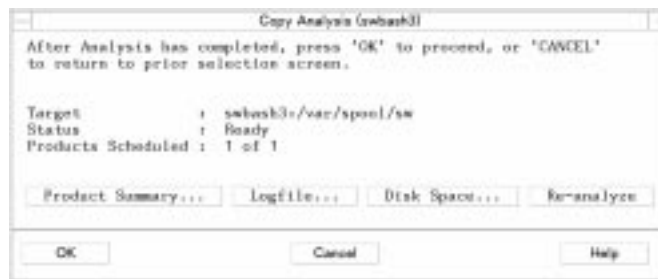 Copy Analysis (swbash3)
After Analysis has completed, press 'OK' to proceed, or 'CANCEL'
to return to prior selection screen.
Target : swbash3:/var/spool/sw
Status : Ready
Products Scheduled : 1 of 1
Product Summary... Logfile... Disk Space... Re-analyze
OK Cancel Help